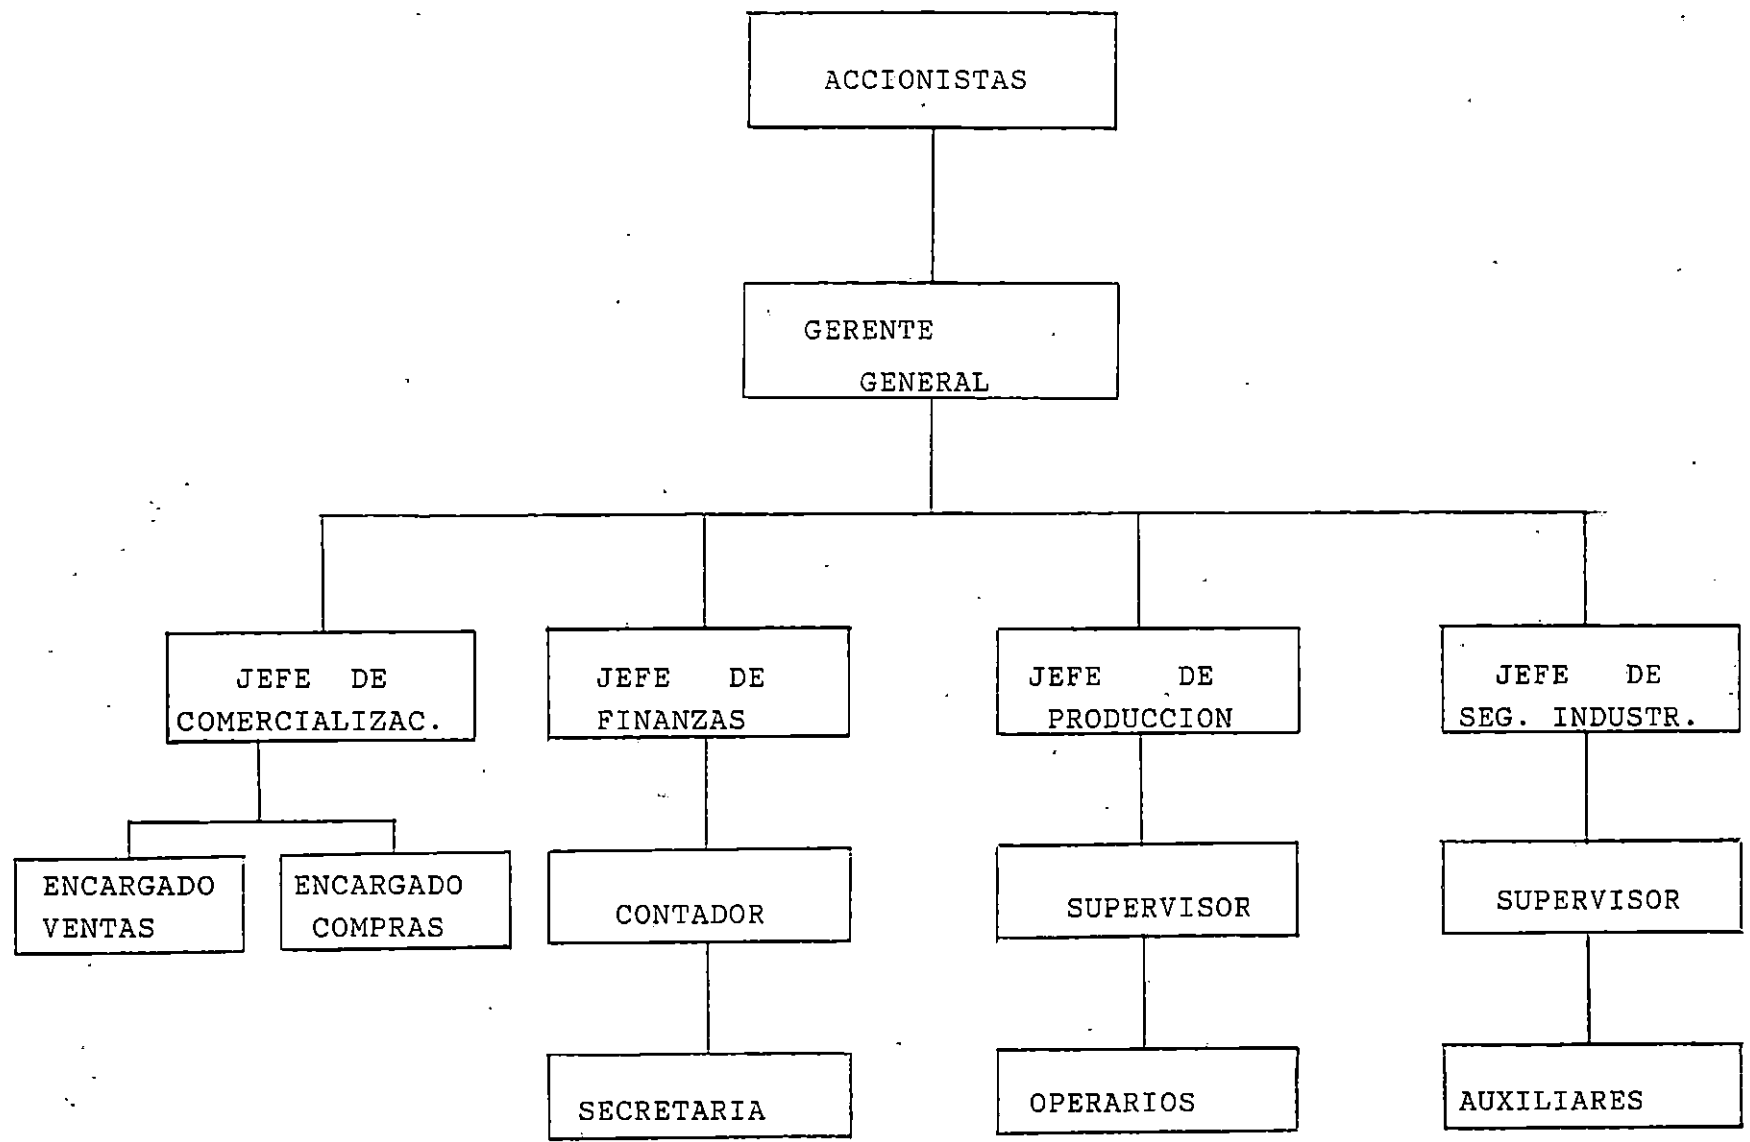 ACCIONISTAS
GERENTE
GENERAL
JEFE DE
COMERCIALIZAC.
JEFE DE
FINANZAS
JEFE DE
PRODUCCION
JEFE DE
SEG. INDUSTR.
ENCARGADO
VENTAS
ENCARGADO
COMPRAS
CONTADOR
SUPERVISOR
SUPERVISOR
SECRETARIA
OPERARIOS
AUXILIARES